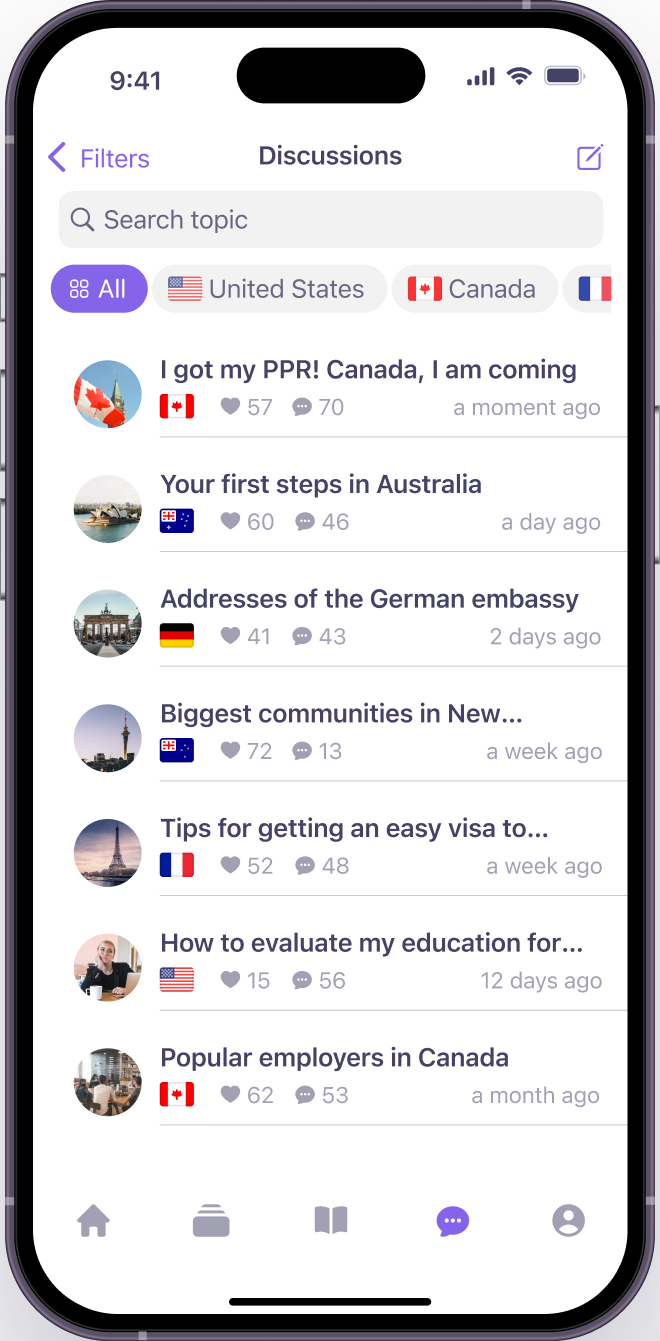 9:41
Filters
Discussions
Search topic
All
United States
Canada
I got my PPR! Canada, I am coming
57 70 a moment ago
Your first steps in Australia
60 46 a day ago
Addresses of the German embassy
41 43 2 days ago
Biggest communities in New...
72 13 a week ago
Tips for getting an easy visa to...
52 48 a week ago
How to evaluate my education for...
15 56 12 days ago
Popular employers in Canada
62 53 a month ago